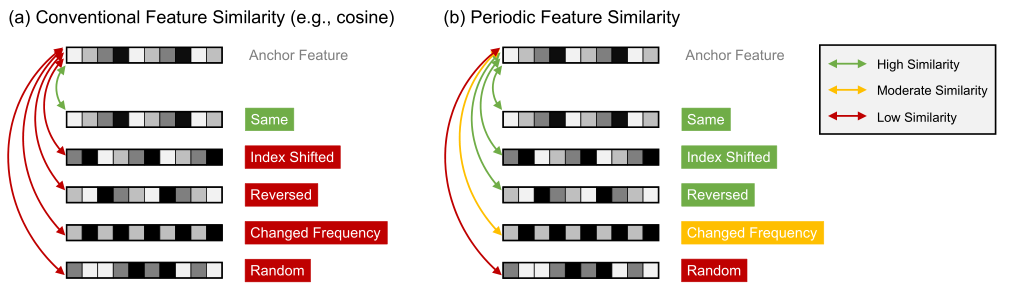 (a) Conventional Feature Similarity (e.g., cosine)
Anchor Feature
Same
Index Shifted
Reversed
Changed Frequency
Random
(b) Periodic Feature Similarity
Anchor Feature
Same
Index Shifted
Reversed
Changed Frequency
Random
High Similarity
Moderate Similarity
Low Similarity